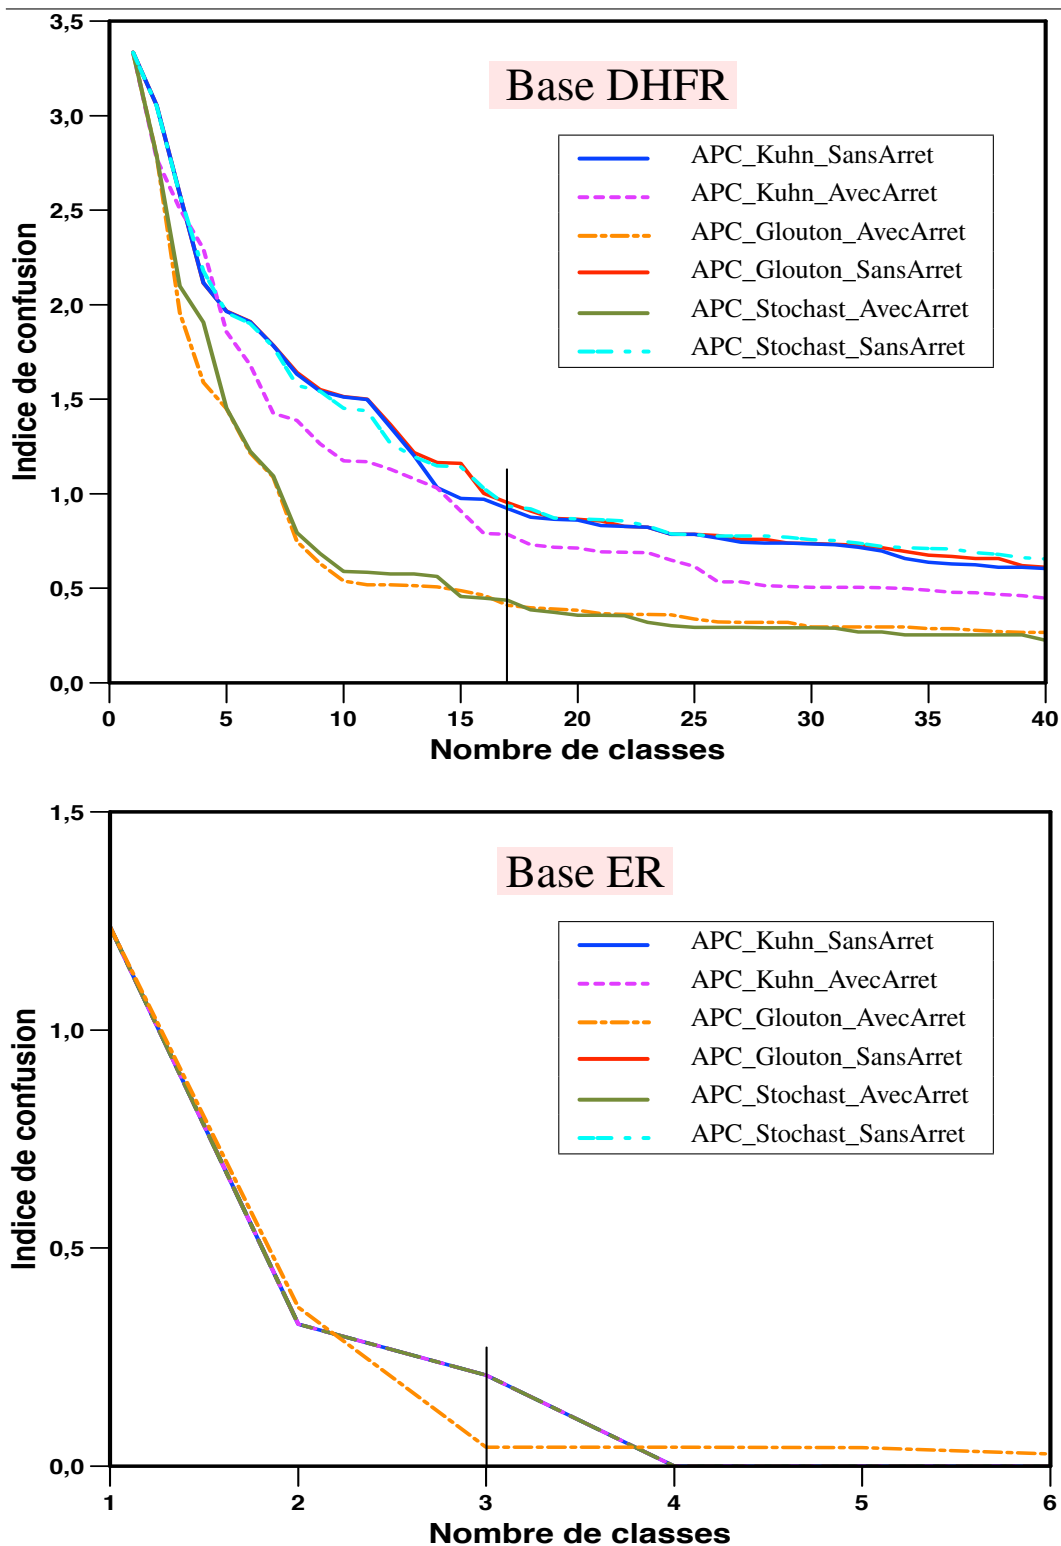 3,5
3,0
2,5
2,0
1,5
1,0
0,5
0,0
Indice de confusion
Base DHFR
APC_Kuhn_SansArret
APC_Kuhn_AvecArret
APC_Glouton_AvecArret
APC_Glouton_SansArret
APC_Stochast_AvecArret
APC_Stochast_SansArret
0 5 10 15 20 25 30 35 40
Nombre de classes
1,5
1,0
0,5
0,0
Indice de confusion
Base ER
APC_Kuhn_SansArret
APC_Kuhn_AvecArret
APC_Glouton_AvecArret
APC_Glouton_SansArret
APC_Stochast_AvecArret
APC_Stochast_SansArret
1 2 3 4 5 6
Nombre de classes